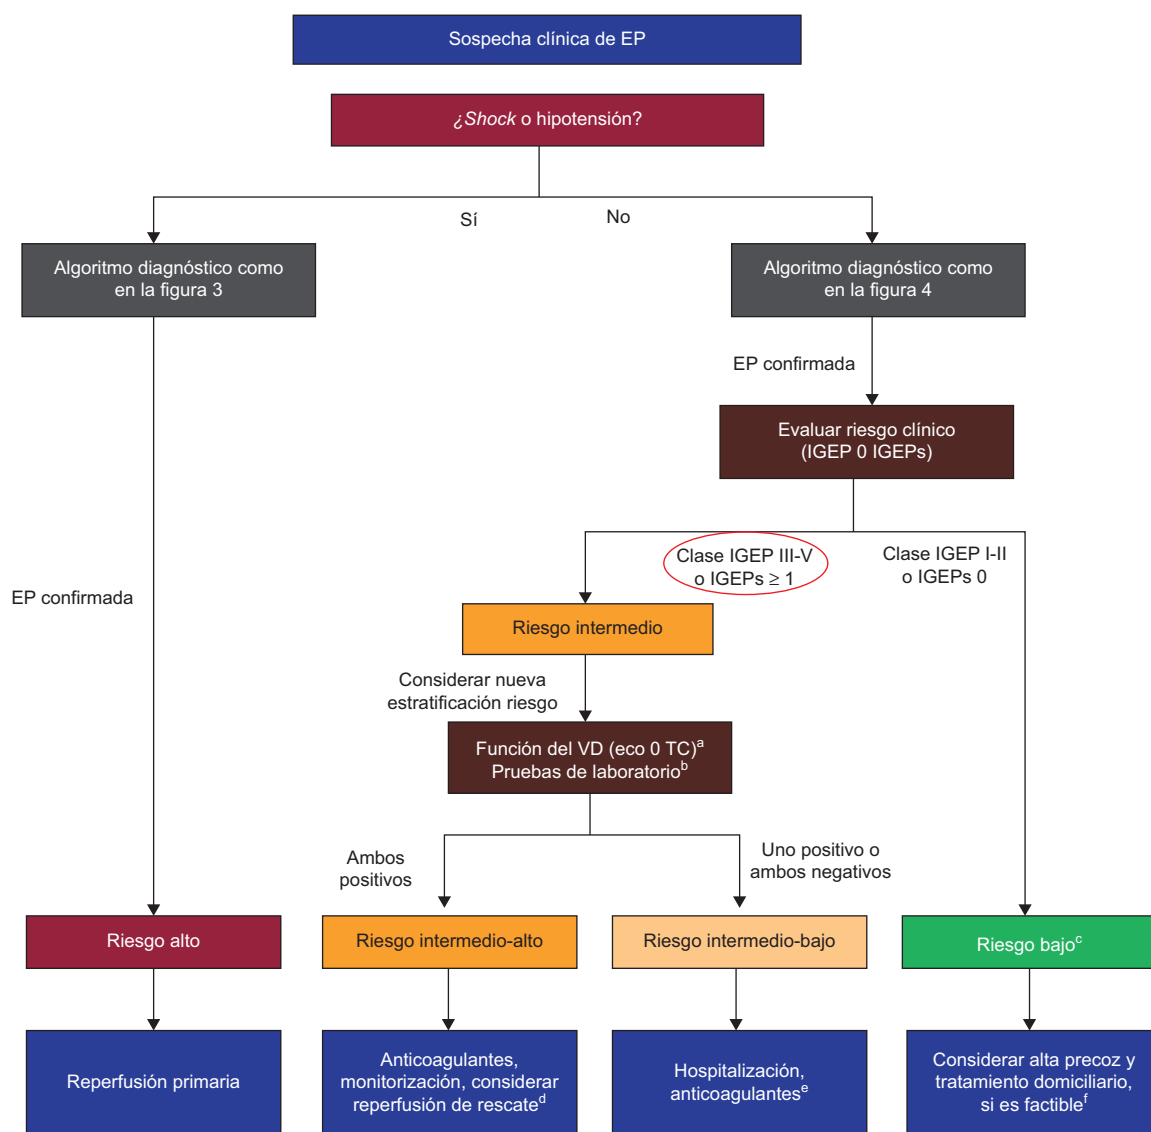 Sospecha clínica de EP
¿Shock o hipotensión?
Sí
No
Algoritmo diagnóstico como
en la figura 3
Algoritmo diagnóstico como
en la figura 4
EP confirmada
Evaluar riesgo clínico
(IGEP 0 IGEPs)
Clase IGEP III-V
o IGEPs ≥ 1
Clase IGEP I-II
o IGEPs 0
EP confirmada
Riesgo intermedio
Considerar nueva
estratificación riesgo
Función del VD (eco 0 TC)a
Pruebas de laboratoriob
Ambos
positivos
Uno positivo o
ambos negativos
Riesgo alto
Riesgo intermedio-alto
Riesgo intermedio-bajo
Riesgo bajoc
Reperfusión primaria
Anticoagulantes,
monitorización, considerar
reperfusión de rescated
Hospitalización,
anticoagulantese
Considerar alta precoz y
tratamiento domiciliario,
si es factiblef